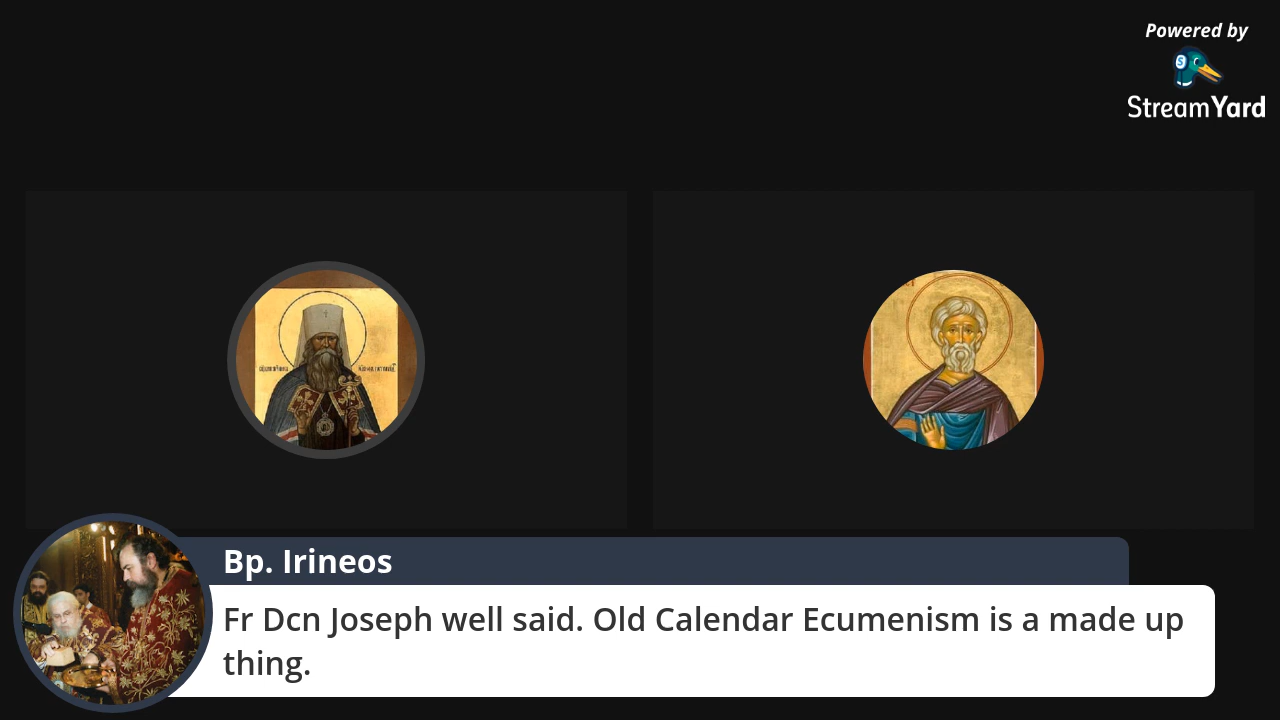 Powered by
StreamYard
Bp. Irineos
Fr Dcn Joseph well said. Old Calendar Ecumenism is a made up
thing.